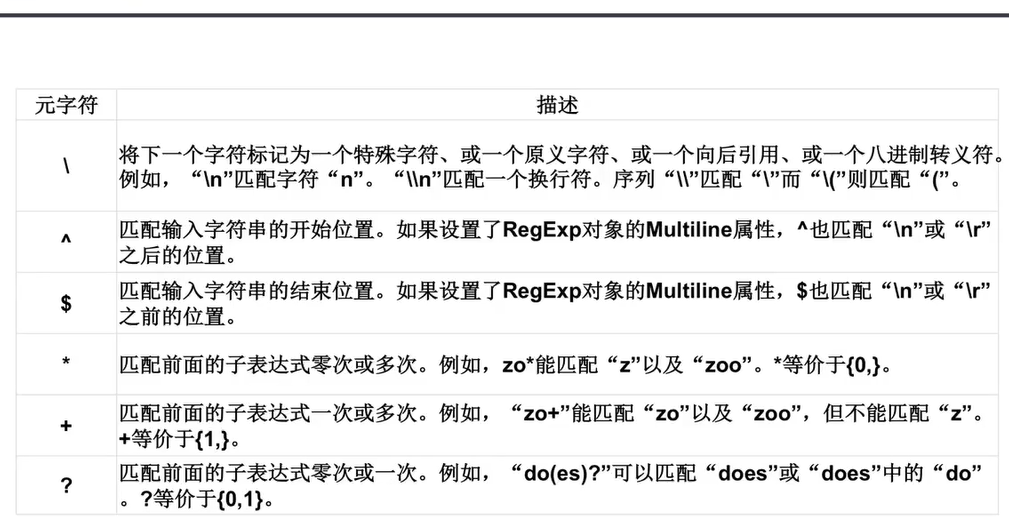 元字符 描述
\ 将下一个字符标记为一个特殊字符、或一个原义字符、或一个向后引用、或一个八进制转义符。
例如，“\n”匹配字符“n”。“\\n”匹配一个换行符。序列“\\”匹配“\”而“\(”则匹配“(”。
^ 匹配输入字符串的开始位置。如果设置了RegExp对象的Multiline属性，^也匹配“\n”或“\r”
之后的位置。
$ 匹配输入字符串的结束位置。如果设置了RegExp对象的Multiline属性，$也匹配“\n”或“\r”
之前的位置。
* 匹配前面的子表达式零次或多次。例如，zo*能匹配“z”以及“zoo”。*等价于{0,}。
+ 匹配前面的子表达式一次或多次。例如，“zo+”能匹配“zo”以及“zoo”，但不能匹配“z”。
+等价于{1,}。
? 匹配前面的子表达式零次或一次。例如，“do(es)?”可以匹配“does”或“does”中的“do”
。?等价于{0,1}。